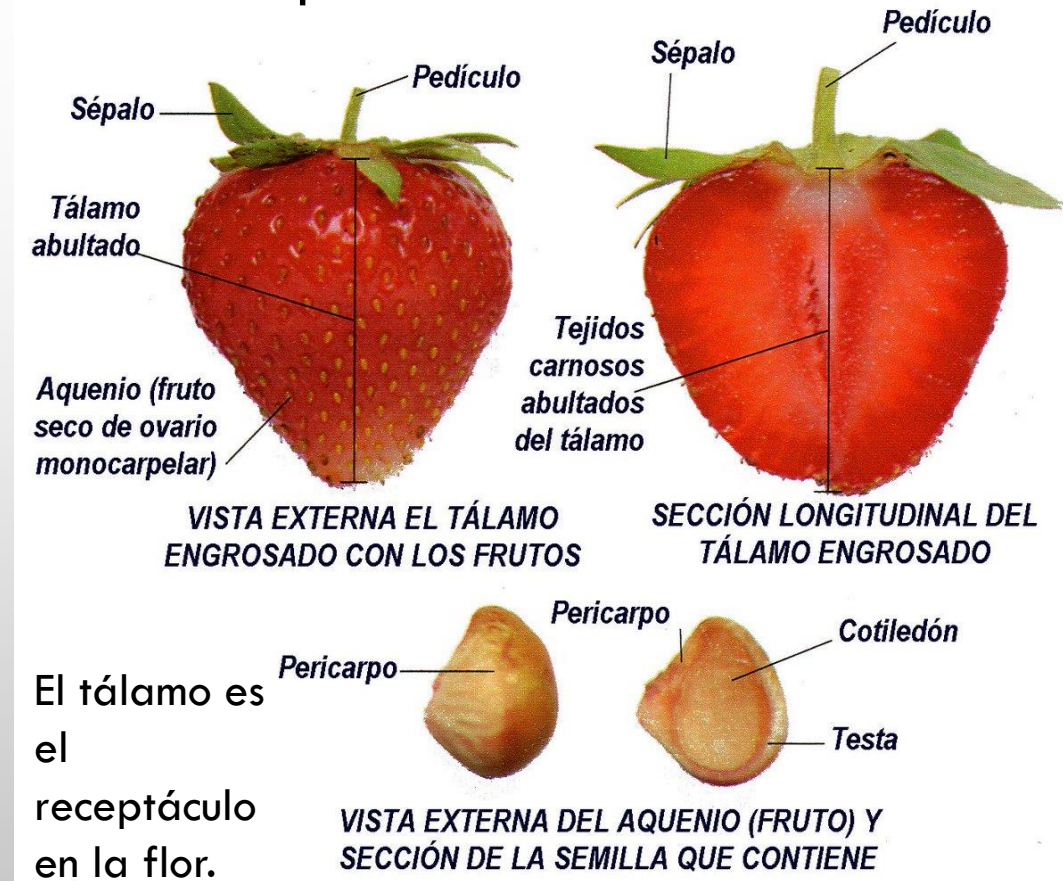 Sépalo
Pedículo
Tálamo
abultado
Aquenio (fruto
seco de ovario
monocarpelar)
VISTA EXTERNA EL TÁLAMO
ENGROSADO CON LOS FRUTOS
Sépalo
Pedículo
Tejidos
carnosos
abultados
del tálamo
SECCIÓN LONGITUDINAL DEL
TÁLAMO ENGROSADO
Pericarpo
Pericarpo
Cotiledón
Testa
VISTA EXTERNA DEL AQUENIO (FRUTO) Y
SECCIÓN DE LA SEMILLA QUE CONTIENE
El tálamo es
el
receptáculo
en la flor.